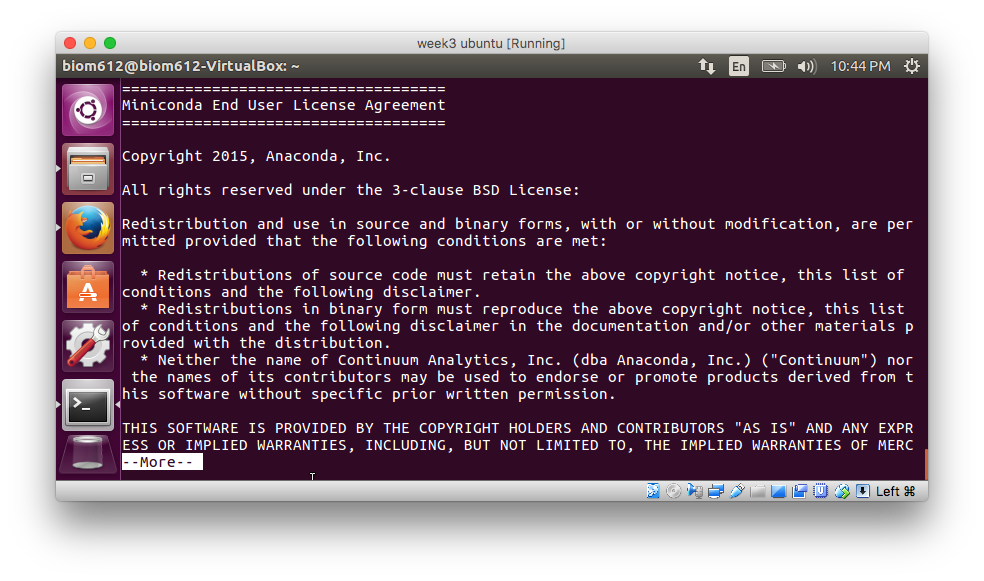 week3 ubuntu [Running]
biom612@biom612-VirtualBox: ~
En
10:44 PM
====================================
Miniconda End User License Agreement
====================================
Copyright 2015, Anaconda, Inc.
All rights reserved under the 3-clause BSD License:
Redistribution and use in source and binary forms, with or without modification, are per
mitted provided that the following conditions are met:
* Redistributions of source code must retain the above copyright notice, this list of
conditions and the following disclaimer.
* Redistributions in binary form must reproduce the above copyright notice, this list
of conditions and the following disclaimer in the documentation and/or other materials p
rovided with the distribution.
* Neither the name of Continuum Analytics, Inc. (dba Anaconda, Inc.) ("Continuum") nor
the names of its contributors may be used to endorse or promote products derived from t
his software without specific prior written permission.
THIS SOFTWARE IS PROVIDED BY THE COPYRIGHT HOLDERS AND CONTRIBUTORS "AS IS" AND ANY EXPR
ESS OR IMPLIED WARRANTIES, INCLUDING, BUT NOT LIMITED TO, THE IMPLIED WARRANTIES OF MERC
--More--
Left ⌘